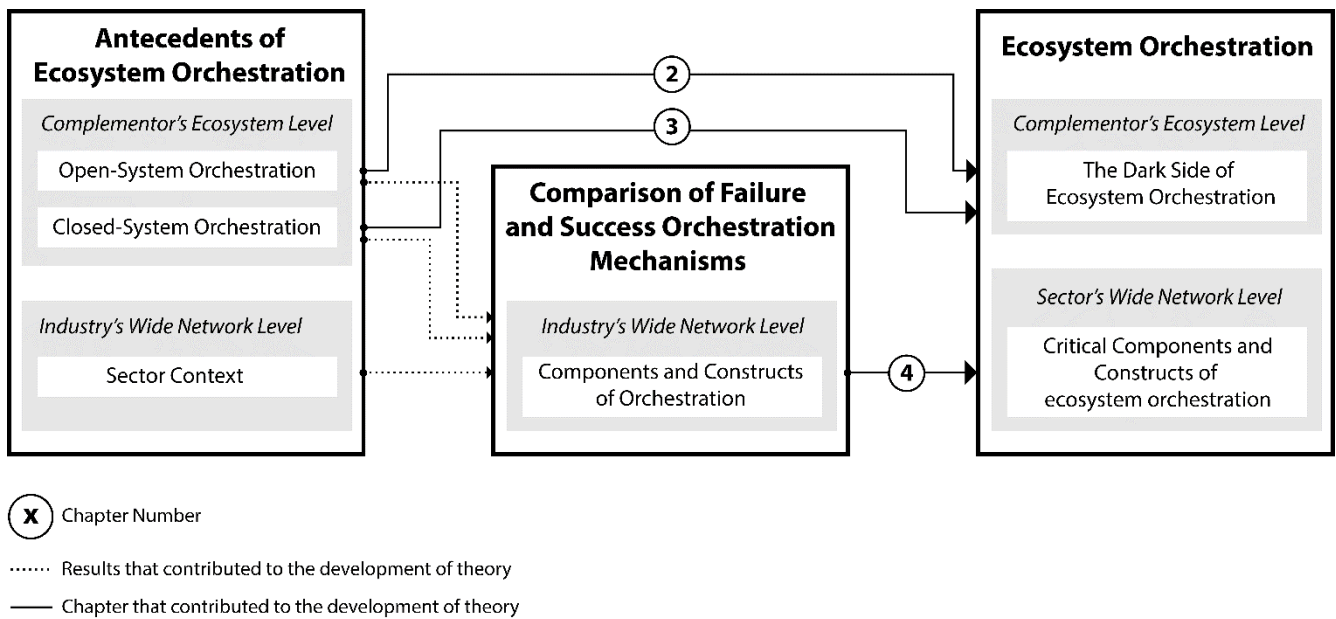 Antecedents of
Ecosystem Orchestration
Complementor's Ecosystem Level
Open-System Orchestration
Closed-System Orchestration
Industry's Wide Network Level
Sector Context
2
3
Comparison of Failure
and Success Orchestration
Mechanisms
Industry's Wide Network Level
Components and Constructs
of Orchestration
4
Ecosystem Orchestration
Complementor's Ecosystem Level
The Dark Side of
Ecosystem Orchestration
Sector's Wide Network Level
Critical Components and
Constructs of
ecosystem orchestration
X Chapter Number
Results that contributed to the development of theory
Chapter that contributed to the development of theory